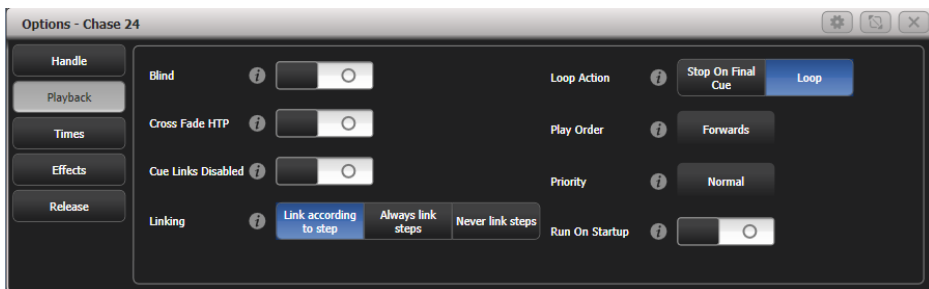 Options - Chase 24
Handle
Playback
Times
Effects
Release
Blind
Cross Fade HTP
Cue Links Disabled
Linking
Link according
to step
Always link
steps
Never link steps
Loop Action
Stop On Final
Cue
Loop
Play Order
Forwards
Priority
Normal
Run On Startup